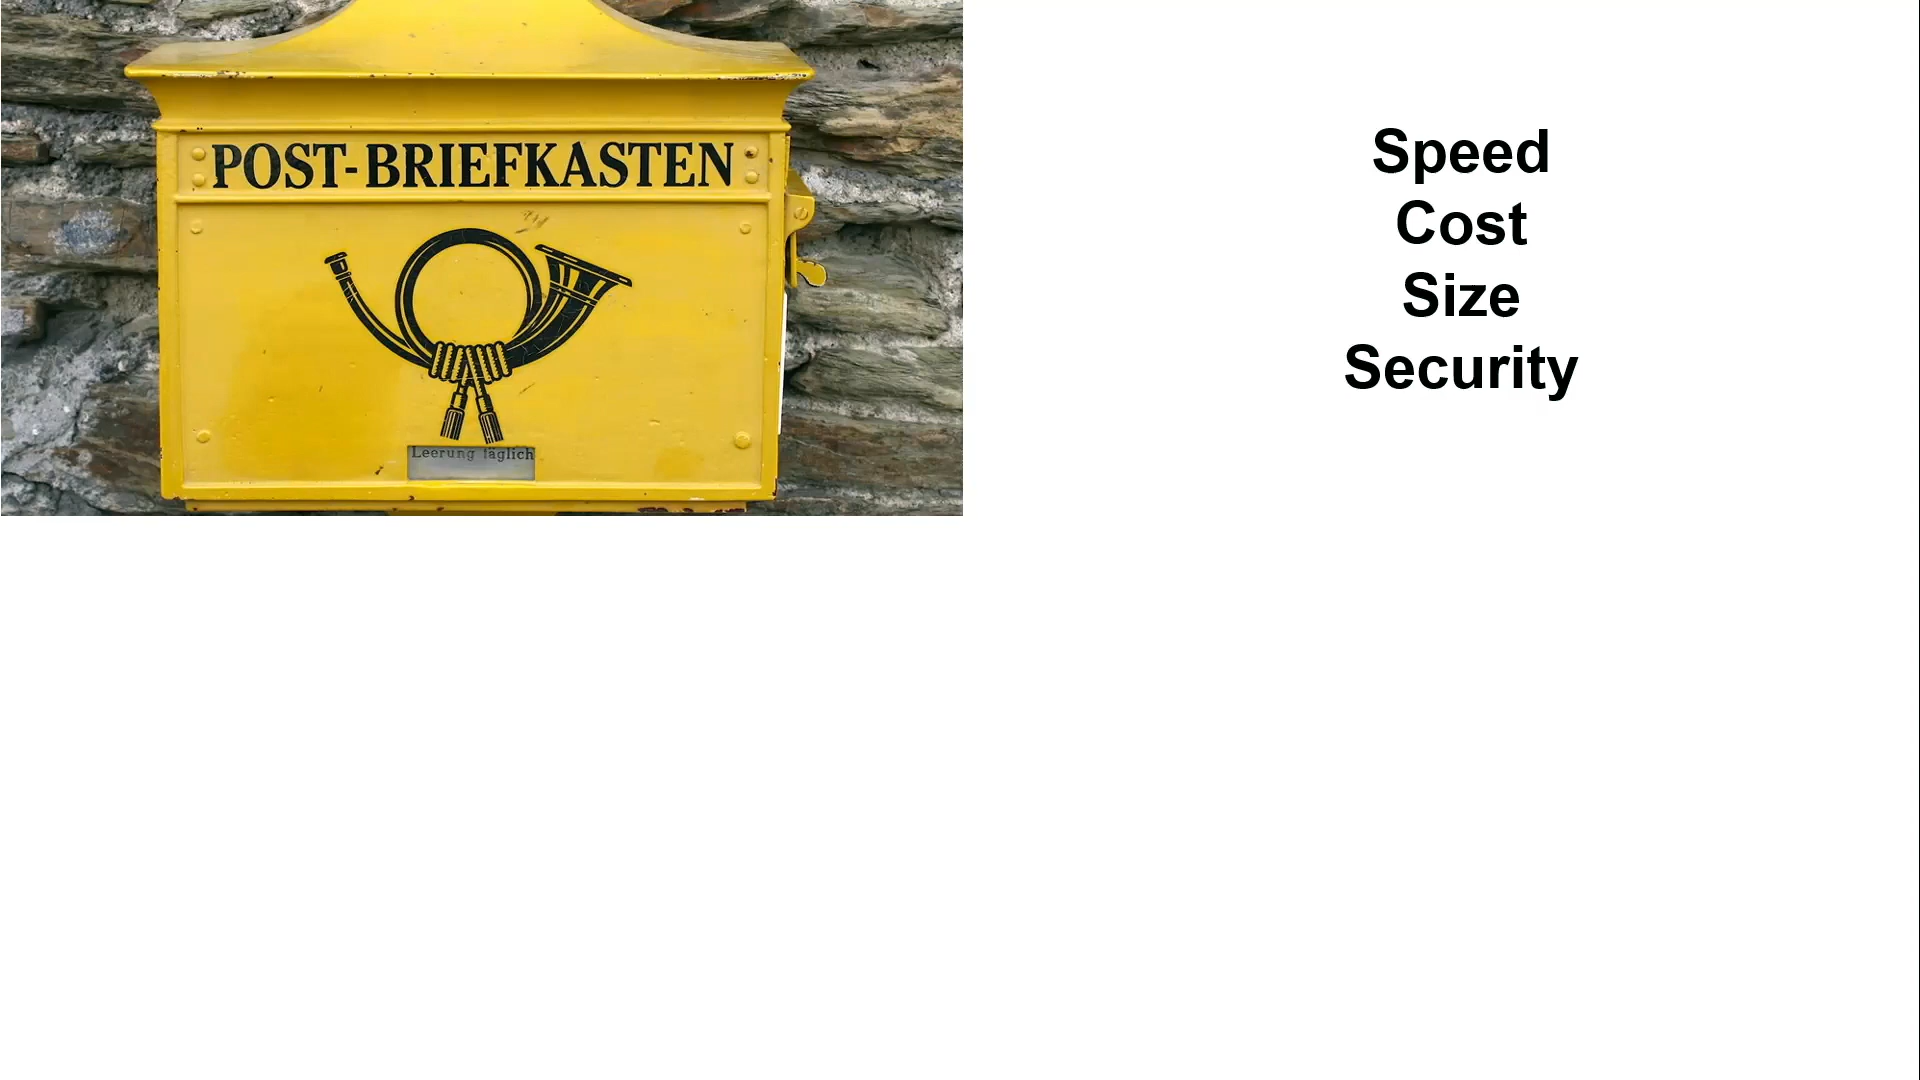 POST-BRIEFKASTEN
Leerung täglich
Speed
Cost
Size
Security